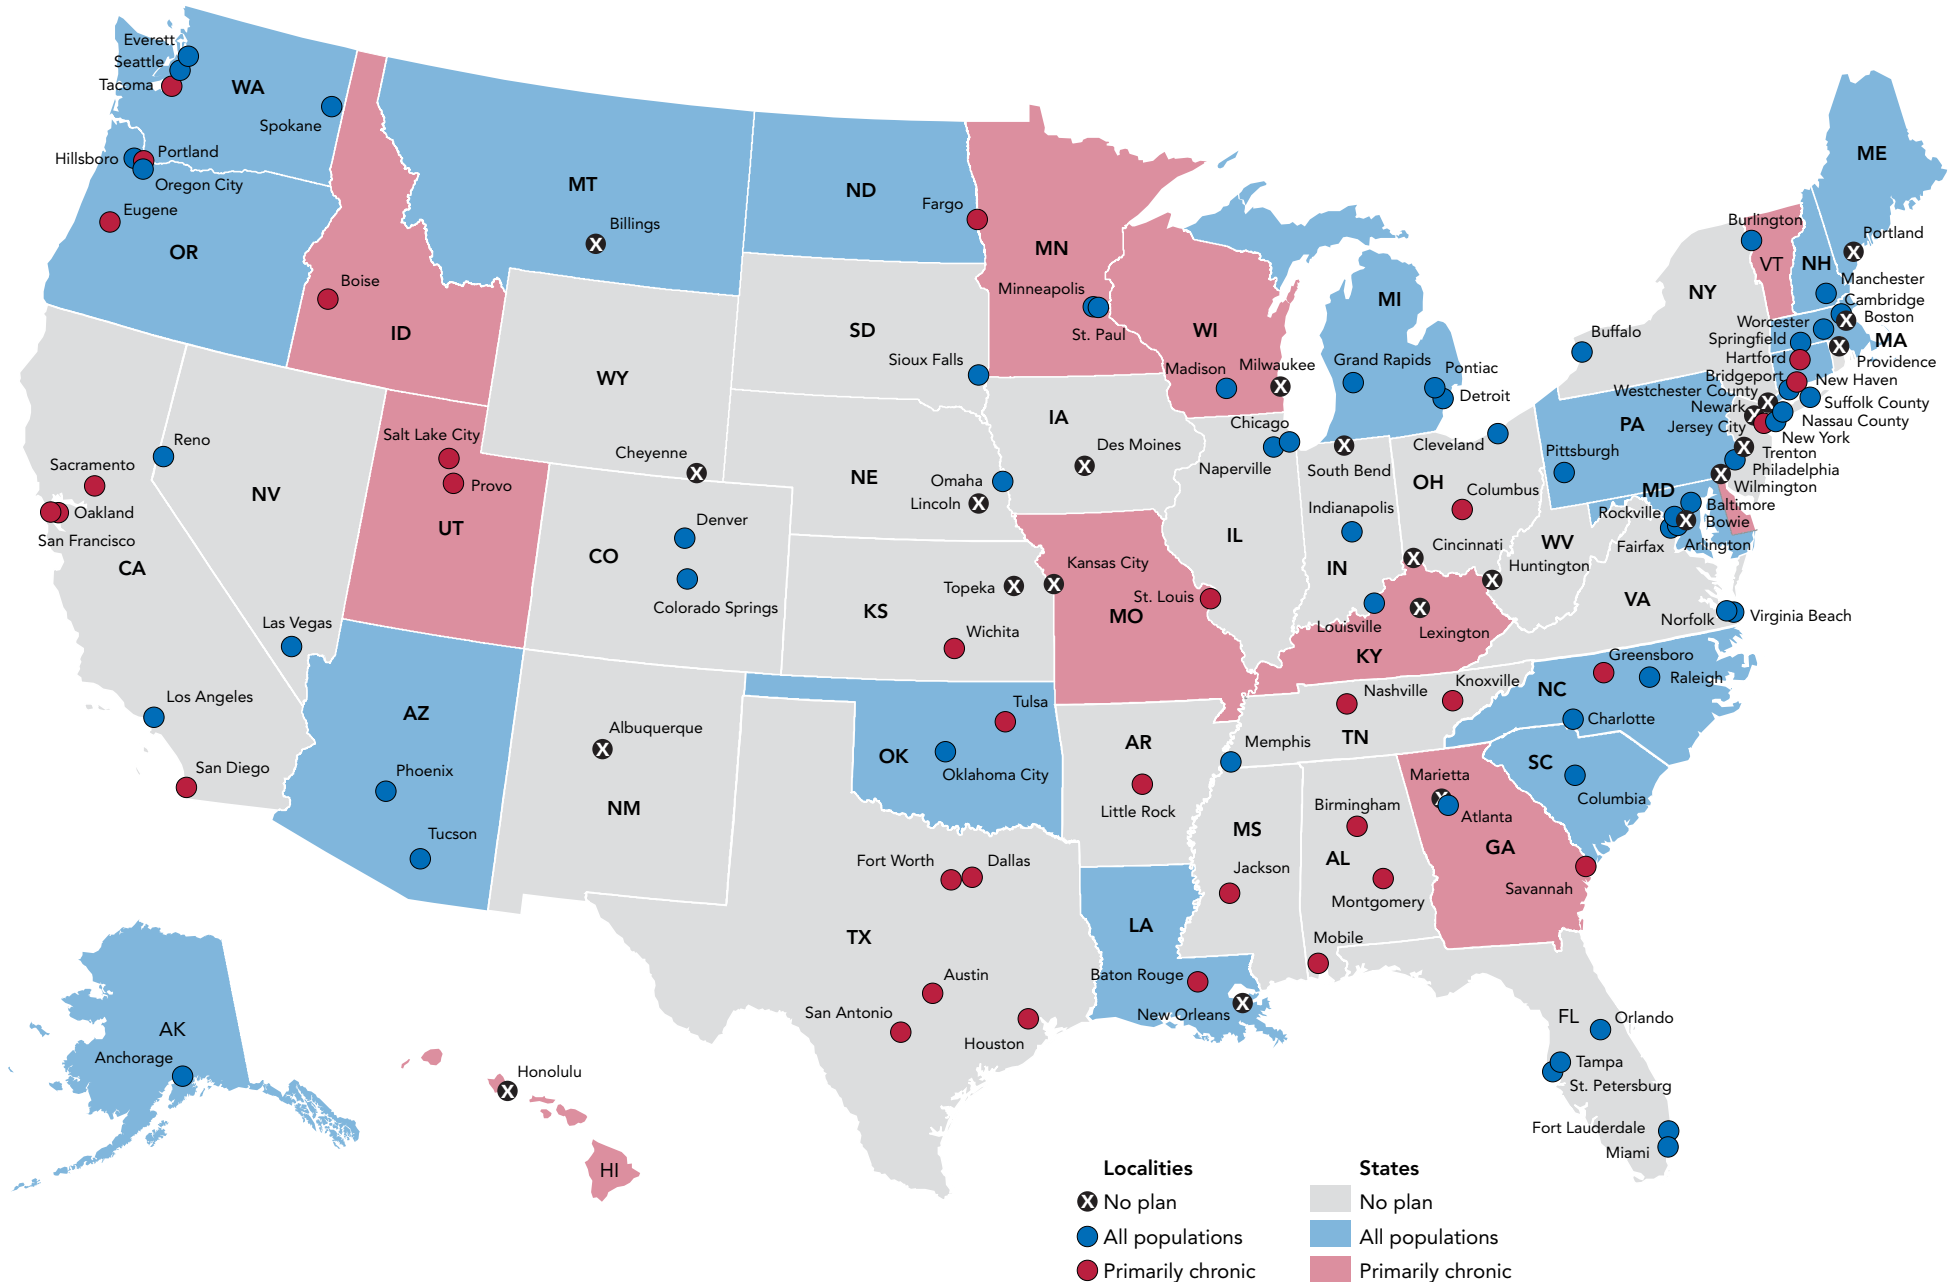 Everett
Seattle
Tacoma
WA
Spokane
Hillsboro
Portland
Oregon City
Eugene
OR
Boise
ID
MT
Billings
ND
Fargo
MN
Minneapolis
St. Paul
WI
Madison
Milwaukee
MI
Grand Rapids
Pontiac
Detroit
ME
Burlington
VT
NH
Portland
Manchester
Cambridge
Boston
MA
Worcester
Springfield
Hartford
Providence
Bridgeport
New Haven
Westchester County
Suffolk County
Newark
Nassau County
Jersey City
New York
Trenton
Philadelphia
Wilmington
NY
Buffalo
PA
Pittsburgh
MD
Baltimore
Rockville
Bowie
Fairfax
Arlington
WY
Cheyenne
SD
Sioux Falls
IA
Des Moines
NE
Omaha
Lincoln
Chicago
Naperville
IL
South Bend
Indianapolis
IN
Cleveland
OH
Columbus
Cincinnati
WV
Huntington
VA
Norfolk
Virginia Beach
Reno
NV
Las Vegas
Sacramento
Oakland
San Francisco
CA
Los Angeles
San Diego
Salt Lake City
Provo
UT
Denver
CO
Colorado Springs
Topeka
KS
Wichita
Kansas City
MO
St. Louis
Louisville
Lexington
KY
Nashville
Knoxville
TN
Memphis
Greensboro
NC
Raleigh
Charlotte
SC
Columbia
AZ
Phoenix
Tucson
Albuquerque
NM
Tulsa
OK
Oklahoma City
AR
Little Rock
MS
Jackson
Birmingham
AL
Montgomery
Mobile
Marietta
Atlanta
GA
Savannah
Fort Worth
Dallas
TX
Austin
San Antonio
Houston
LA
Baton Rouge
New Orleans
FL
Orlando
Tampa
St. Petersburg
Fort Lauderdale
Miami
AK
Anchorage
Honolulu
HI
Localities
X No plan
All populations
Primarily chronic
States
No plan
All populations
Primarily chronic